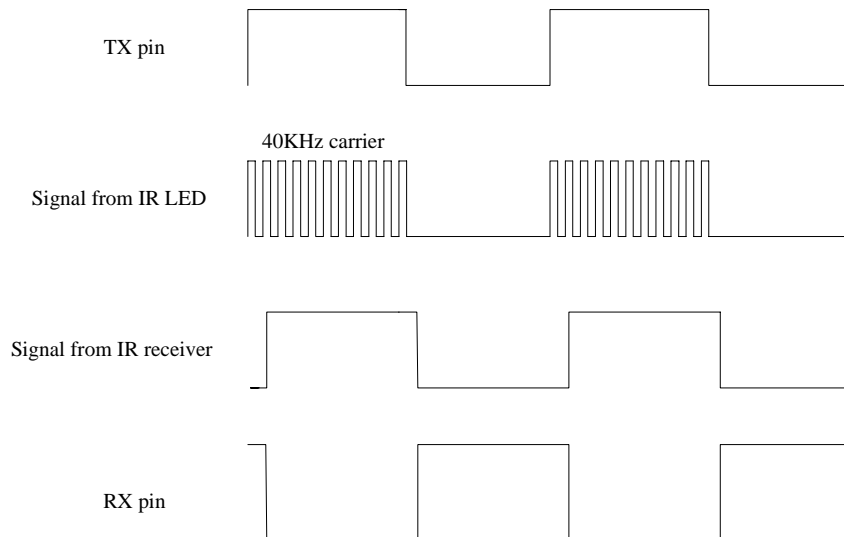 TX pin
40KHz carrier
Signal from IR LED
Signal from IR receiver
RX pin